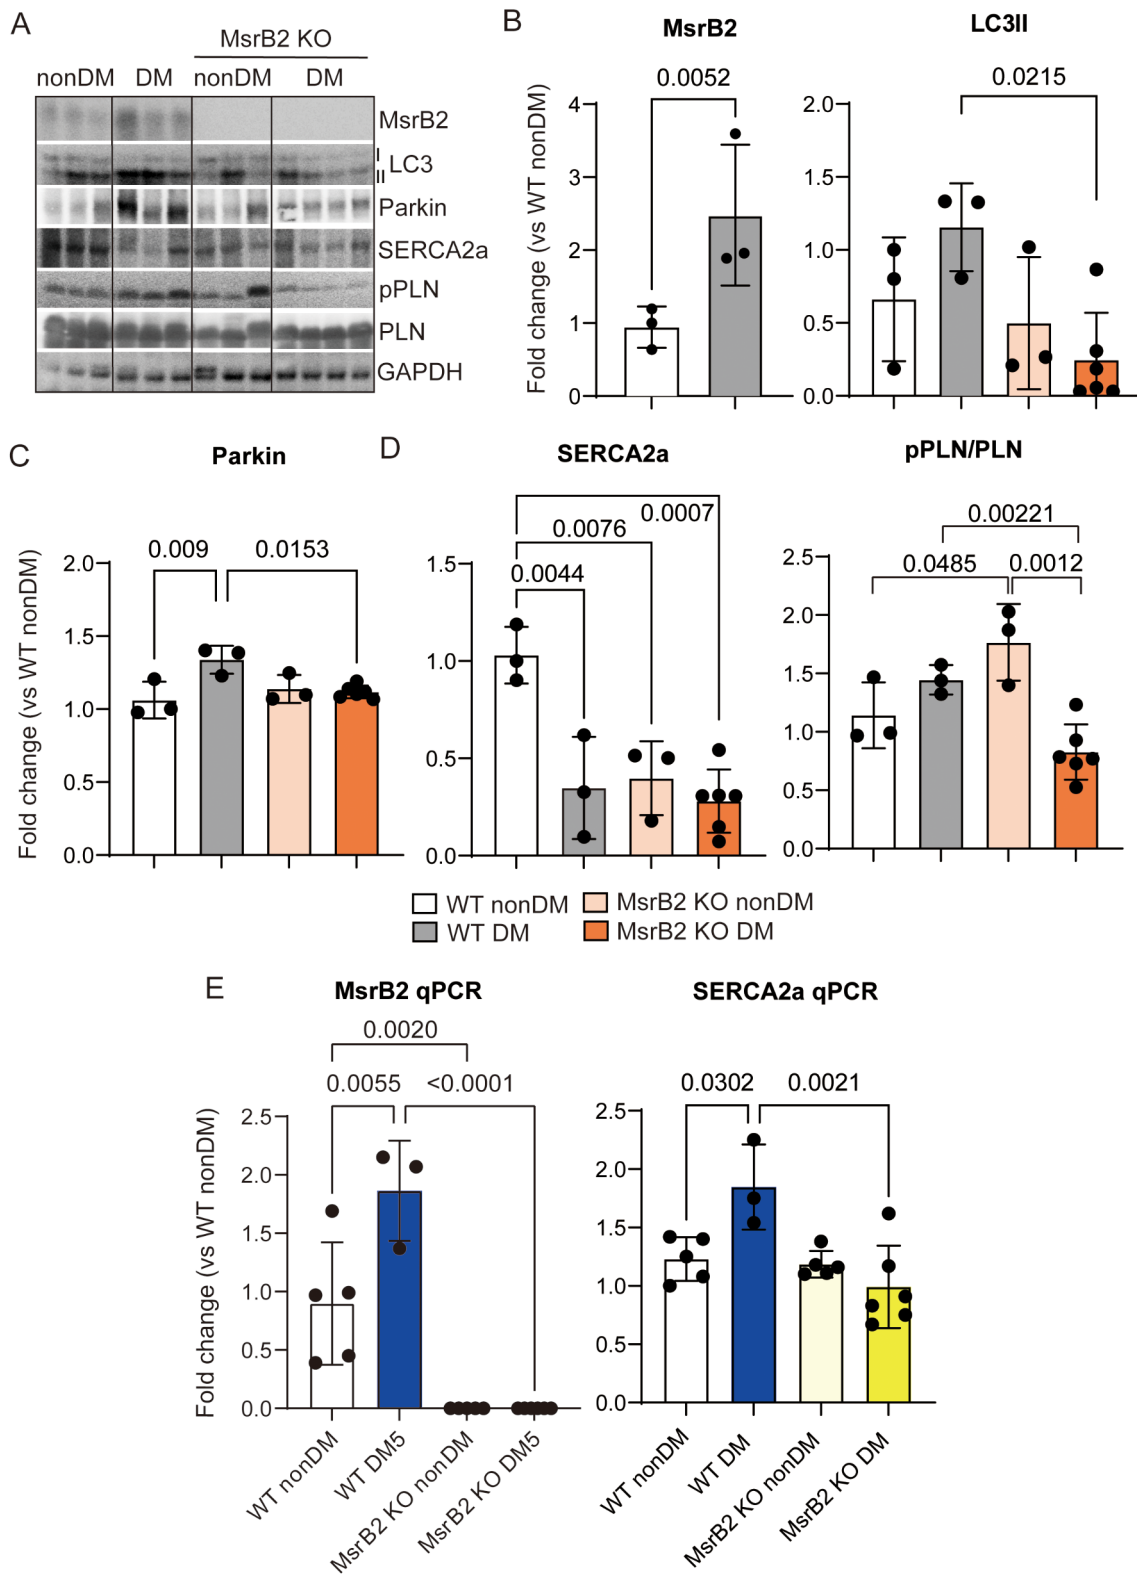 A
MsrB2 KO
nonDM DM nonDM DM
MsrB2
I
LC3
II
Parkin
SERCA2a
pPLN
PLN
GAPDH
B
MsrB2
0.0052
Fold change (vs WT nonDM)
4
3
2
1
0
LC3II
0.0215
2.0
1.5
1.0
0.5
0.0
C
Parkin
0.009 0.0153
Fold change (vs WT nonDM)
2.0
1.5
1.0
0.5
0.0
D
SERCA2a
0.0007
0.0076
0.0044
1.5
1.0
0.5
0.0
pPLN/PLN
0.00221
0.0485 0.0012
2.5
2.0
1.5
1.0
0.5
0.0
WT nonDM MsrB2 KO nonDM
WT DM MsrB2 KO DM
E
MsrB2 qPCR
0.0020
0.0055 <0.0001
Fold change (vs WT nonDM)
2.5
2.0
1.5
1.0
0.5
0.0
WT nonDM
WT DM5
MsrB2 KO nonDM
MsrB2 KO DM5
SERCA2a qPCR
0.0302 0.0021
2.5
2.0
1.5
1.0
0.5
0.0
WT nonDM
WT DM
MsrB2 KO nonDM
MsrB2 KO DM